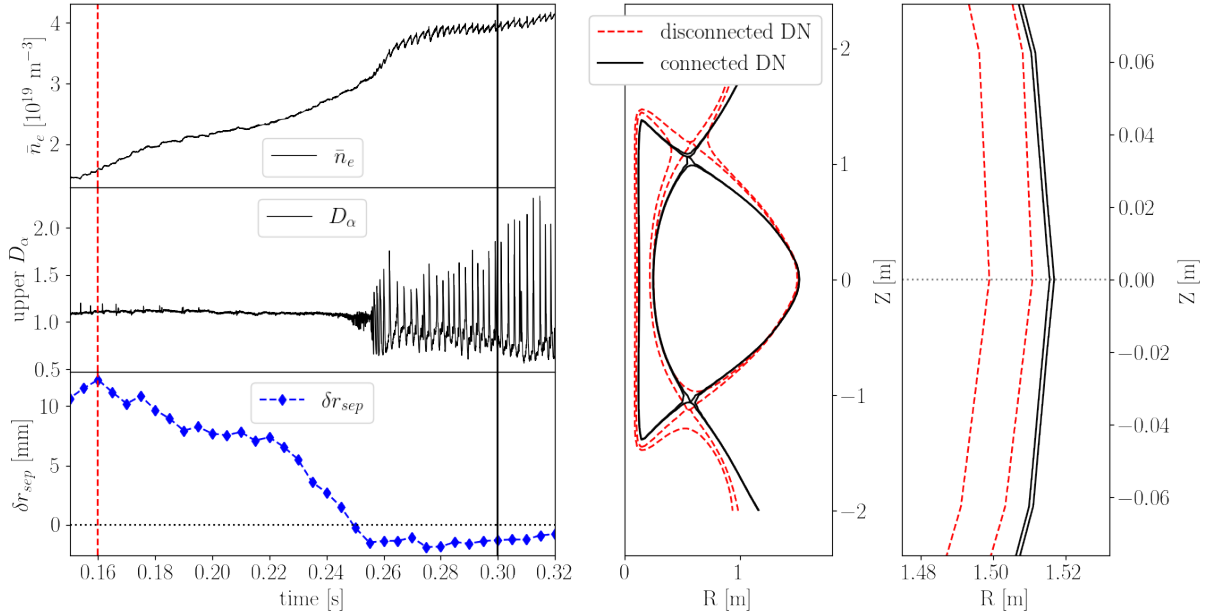 4
3
2
n̄ₑ [10¹⁹ m⁻³]
n̄ₑ
2.0
1.5
1.0
0.5
upper Dα
Dα
10
5
0
δrₛₑₚ [mm]
δrₛₑₚ
0.16 0.18 0.20 0.22 0.24 0.26 0.28 0.30 0.32
time [s]
disconnected DN
connected DN
2
1
0
−1
−2
Z [m]
0 1
R [m]
0.06
0.04
0.02
0.00
−0.02
−0.04
−0.06
Z [m]
1.48 1.50 1.52
R [m]